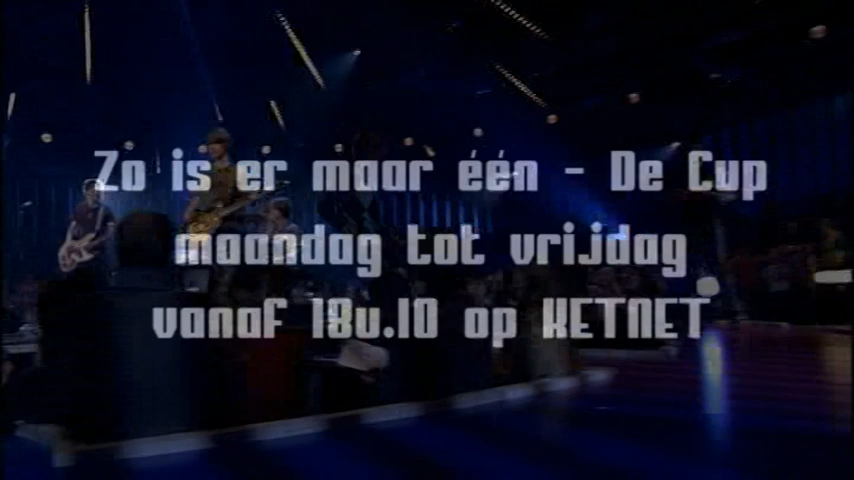 Zo is er maar één - De Cup
maandag tot vrijdag
vanaf 18u.10 op KETNET